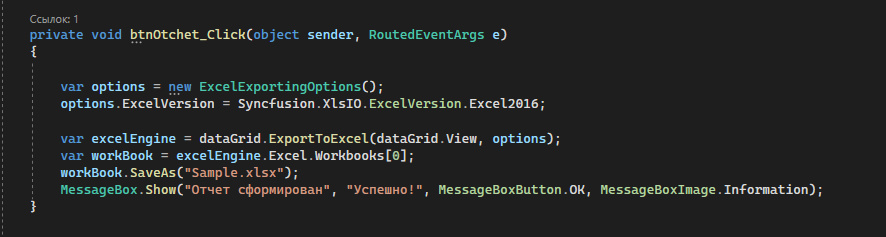 Ссылок: 1
private void btnOtchet_Click(object sender, RoutedEventArgs e)
{
var options = new ExcelExportingOptions();
options.ExcelVersion = Syncfusion.XlsIO.ExcelVersion.Excel2016;
var excelEngine = dataGrid.ExportToExcel(dataGrid.View, options);
var workBook = excelEngine.Excel.Workbooks[0];
workBook.SaveAs("Sample.xlsx");
MessageBox.Show("Отчет сформирован", "Успешно!", MessageBoxButton.OK, MessageBoxImage.Information);
}